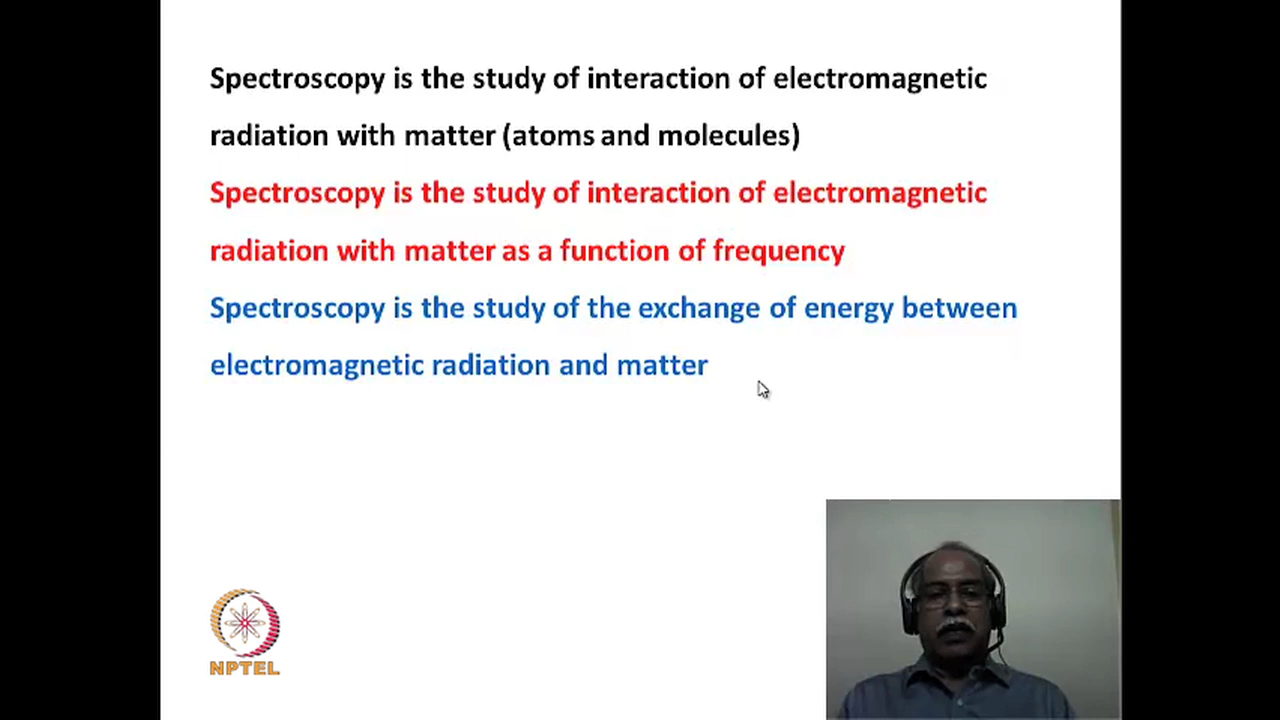 Spectroscopy is the study of interaction of electromagnetic
radiation with matter (atoms and molecules)
Spectroscopy is the study of interaction of electromagnetic
radiation with matter as a function of frequency
Spectroscopy is the study of the exchange of energy between
electromagnetic radiation and matter
NPTEL